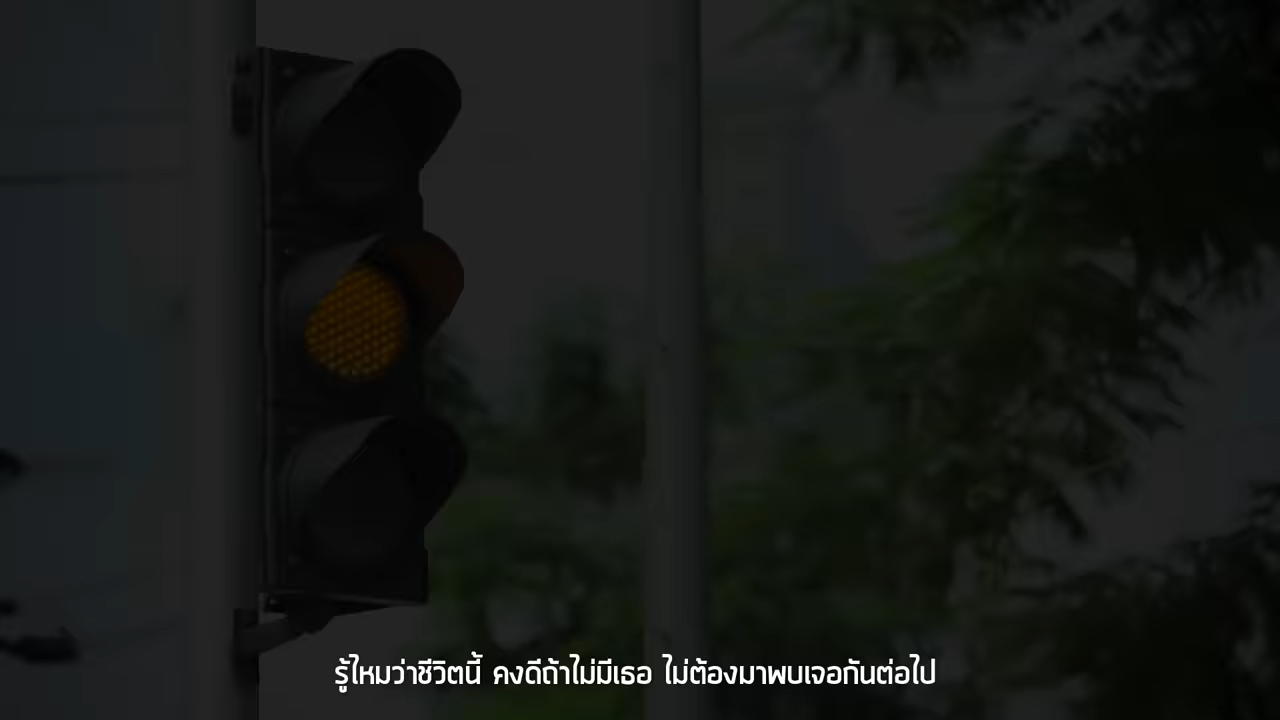 รู้ไหมว่าชีวิตนี้ คงดีถ้าไม่มีเธอ ไม่ต้องมาพบเจอกันต่อไป